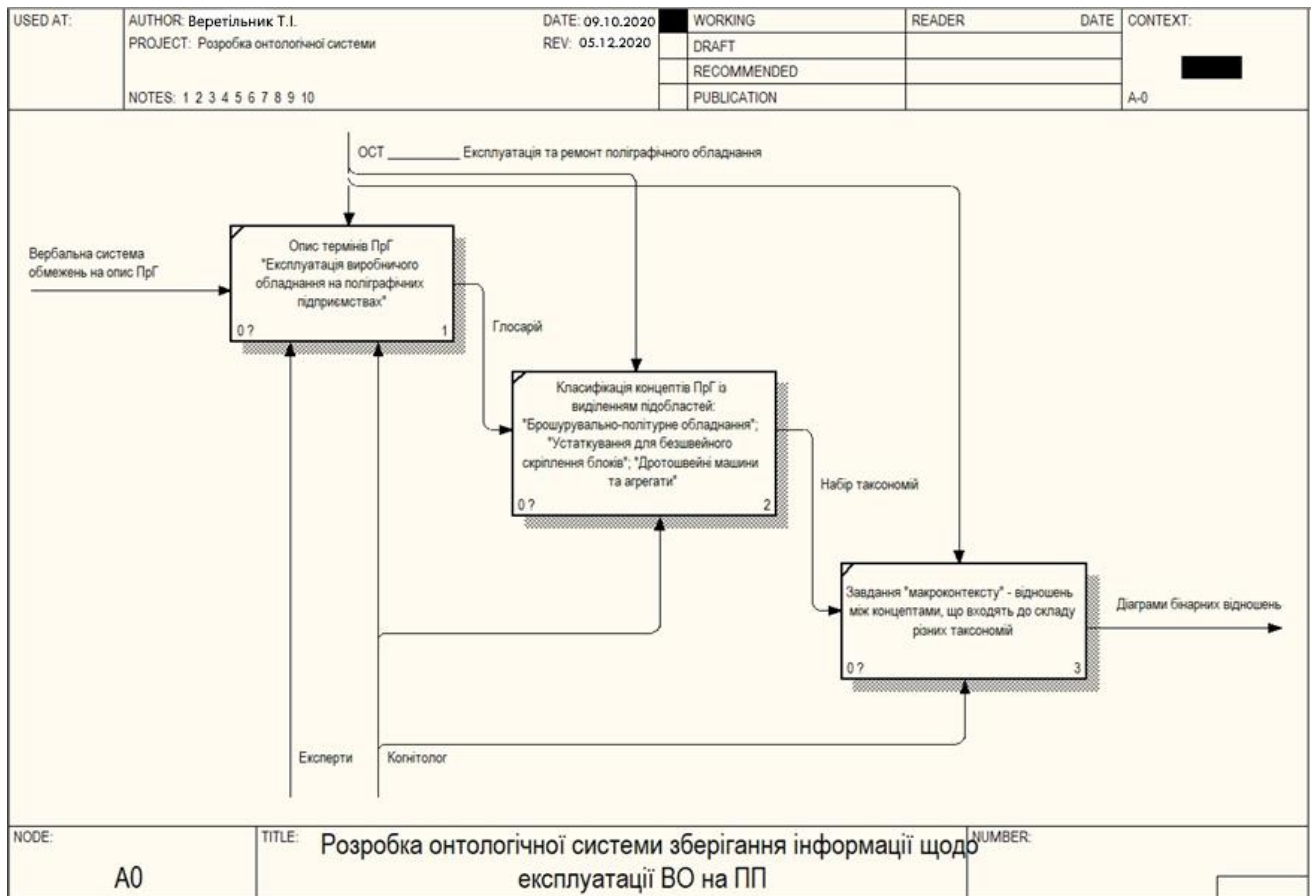 USED AT:
AUTHOR: Веретільник Т.І.
DATE: 09.10.2020
WORKING
READER
DATE
CONTEXT:
PROJECT: Розробка онтологічної системи
REV: 05.12.2020
DRAFT
RECOMMENDED
NOTES: 1 2 3 4 5 6 7 8 9 10
PUBLICATION
A-0
ОСТ __________ Експлуатація та ремонт поліграфічного обладнання
Вербальна система
обмежень на опис ПрГ
Опис термінів ПрГ
"Експлуатація виробничого
обладнання на поліграфічних
підприємствах"
0 ?
1
Глосарій
Класифікація концептів ПрГ із
виділенням підобластей:
"Брошурувально-політурне обладнання";
"Устаткування для безшвейного
скріплення блоків"; "Дротошвейні машини
та агрегати"
0 ?
2
Набір таксономій
Завдання "макроконтексту" - відношень
між концептами, що входять до складу
різних таксономій
0 ?
3
Діаграми бінарних відношень
Експерти
Когнітолог
NODE:
A0
TITLE:
Розробка онтологічної системи зберігання інформації щодо
експлуатації ВО на ПП
NUMBER: